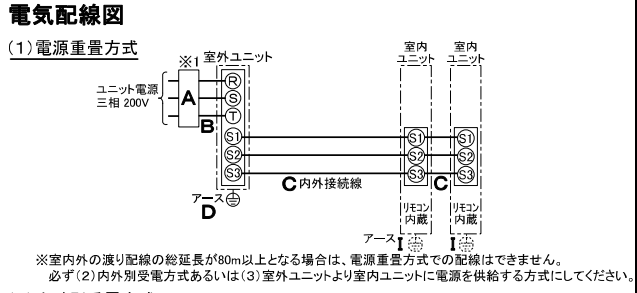 電気配線図
(1)電源重畳方式
※1
室外ユニット
室内
ユニット
室内
ユニット
ユニット電源
三相 200V
A
B
R
S
T
S1
S2
S3
S1
S2
S3
S1
S2
S3
C内外接続線
C
アース
D
リモコン
内蔵
リモコン
内蔵
アース I
I
※室内外の渡り配線の総延長が80m以上となる場合は、電源重畳方式での配線はできません。
必ず(2)内外別受電方式あるいは(3)室外ユニットより室内ユニットに電源を供給する方式にしてください。